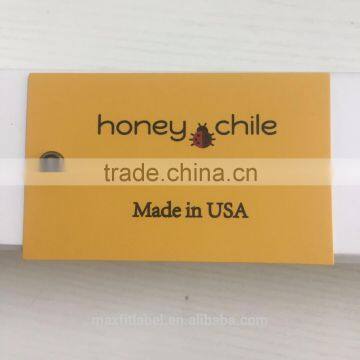 honey chile
trade.china.cn
Made in USA
maxfitlabel.en.alibaba.com